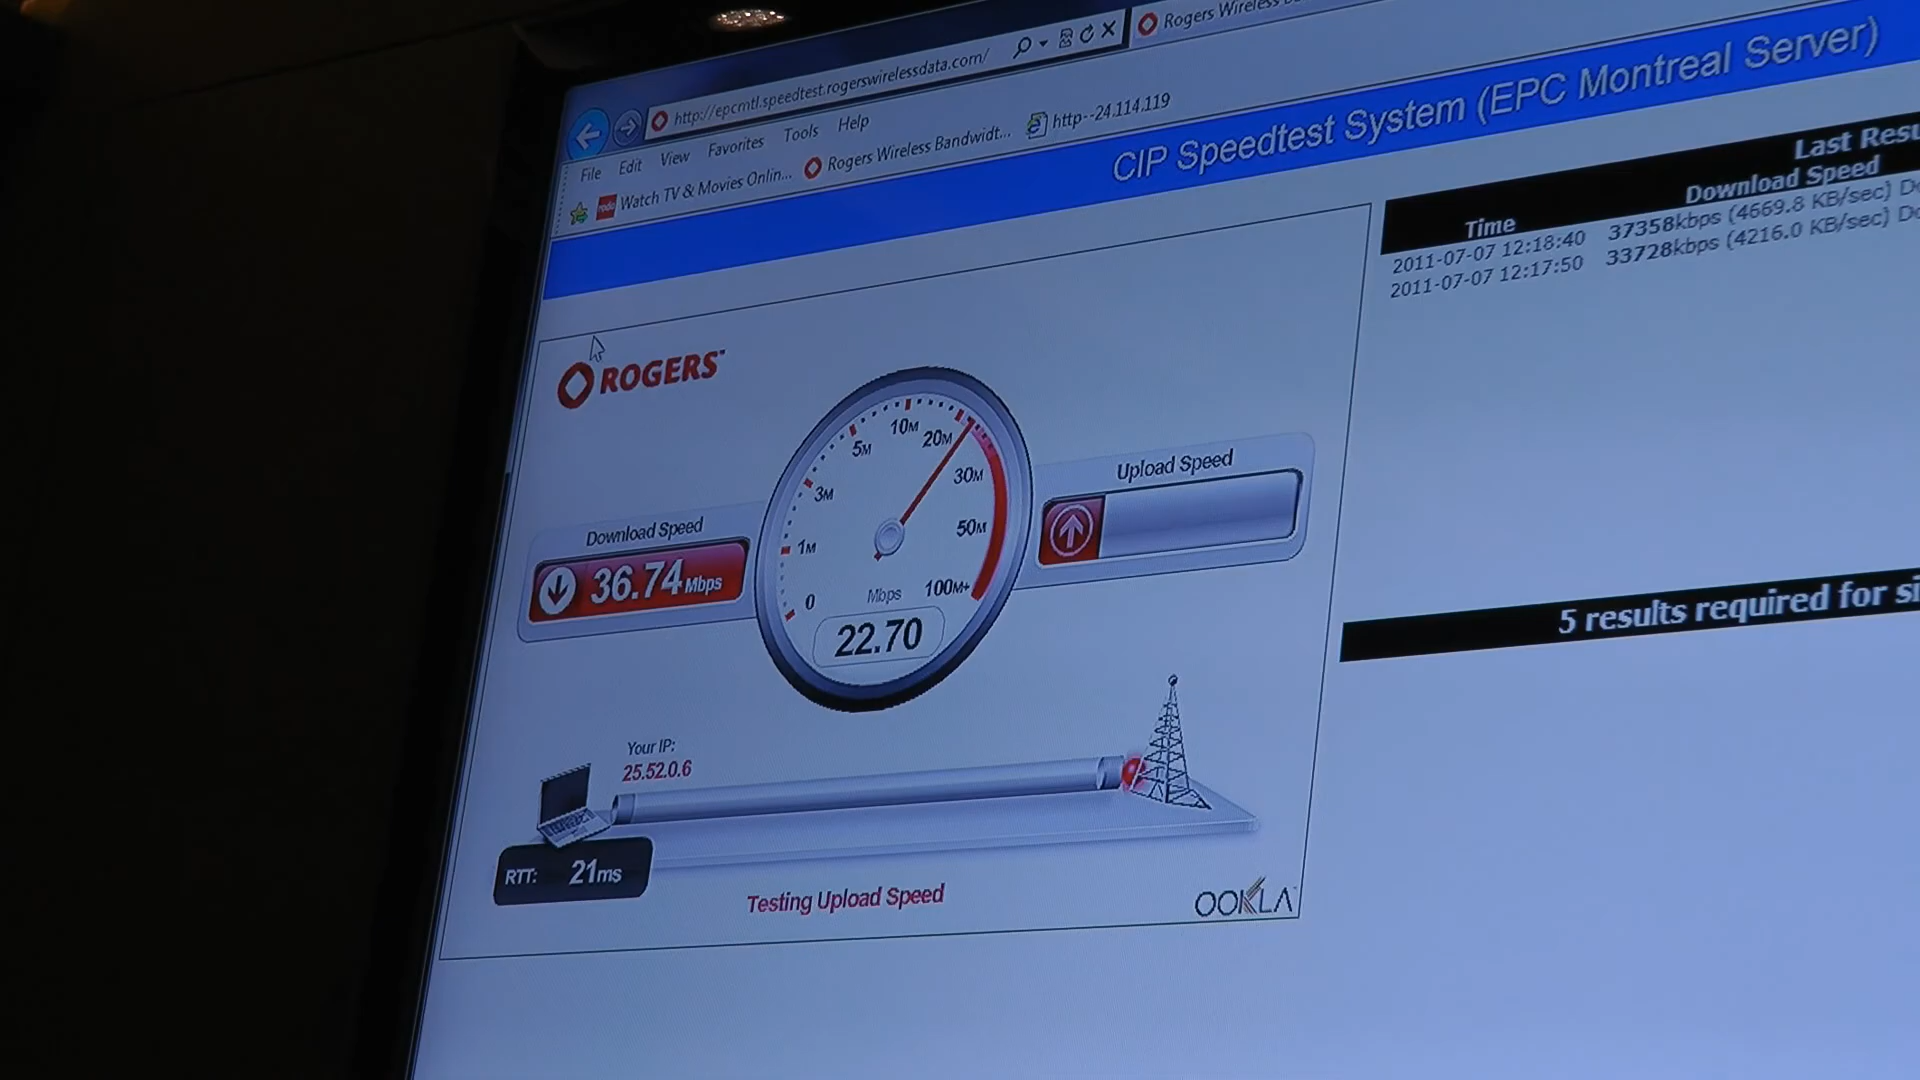 http://epcmtl.speedtest.rogerswirelessdata.com/
Rogers Wireless
File Edit View Favorites Tools Help
Watch TV & Movies Onlin... Rogers Wireless Bandwidt... http--24.114.119
CIP Speedtest System (EPC Montreal Server)
Last
Time Download Speed
2011-07-07 12:18:40 37358kbps (4669.8 KB/sec)
2011-07-07 12:17:50 33728kbps (4216.0 KB/sec)
5 results required for
ROGERS™
Download Speed
36.74 Mbps
0
1M
3M
5M
10M
20M
30M
50M
100M+
Mbps
22.70
Upload Speed
Your IP:
25.52.0.6
RTT: 21ms
Testing Upload Speed
OOKLA